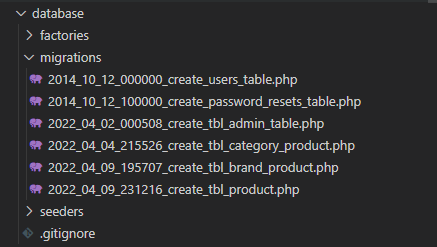 database
factories
migrations
2014_10_12_000000_create_users_table.php
2014_10_12_100000_create_password_resets_table.php
2022_04_02_000508_create_tbl_admin_table.php
2022_04_04_215526_create_tbl_category_product.php
2022_04_09_195707_create_tbl_brand_product.php
2022_04_09_231216_create_tbl_product.php
seeders
.gitignore